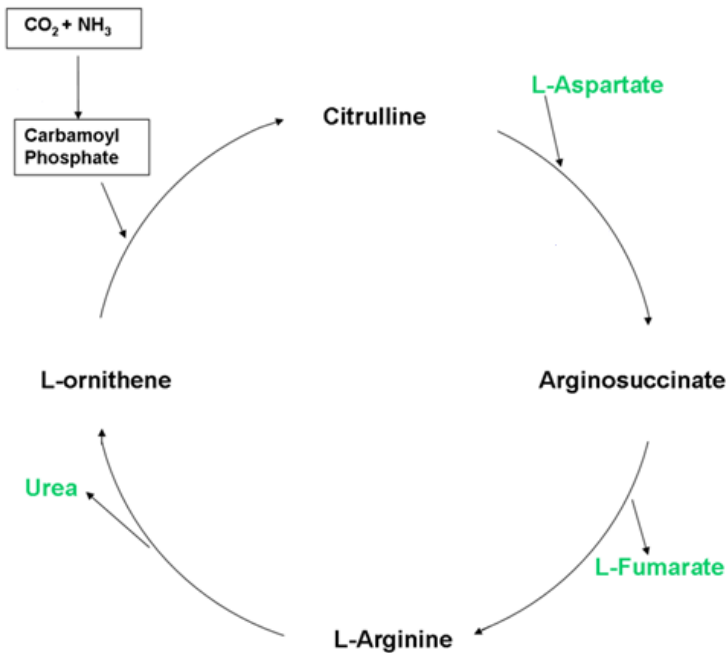 CO₂ + NH₃
L-Aspartate
Citrulline
Carbamoyl
Phosphate
L-ornithene
Arginosuccinate
Urea
L-Fumarate
L-Arginine